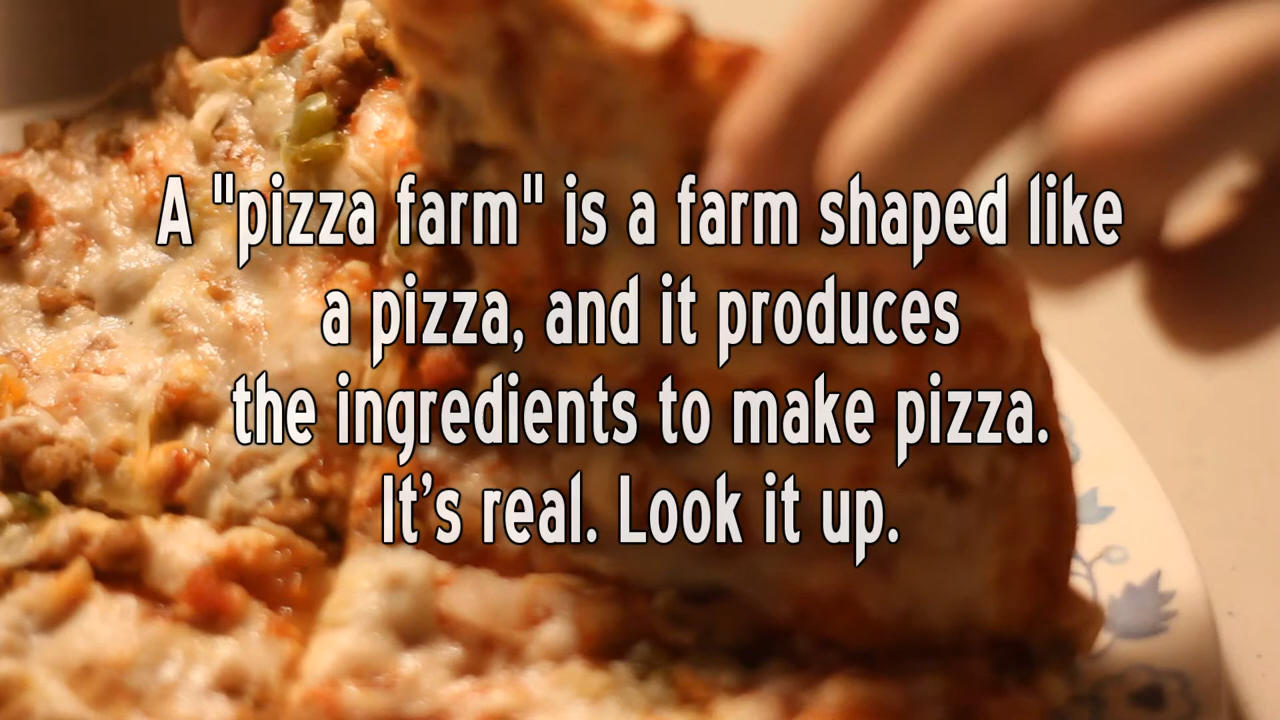 A "pizza farm" is a farm shaped like
a pizza, and it produces
the ingredients to make pizza.
It’s real. Look it up.